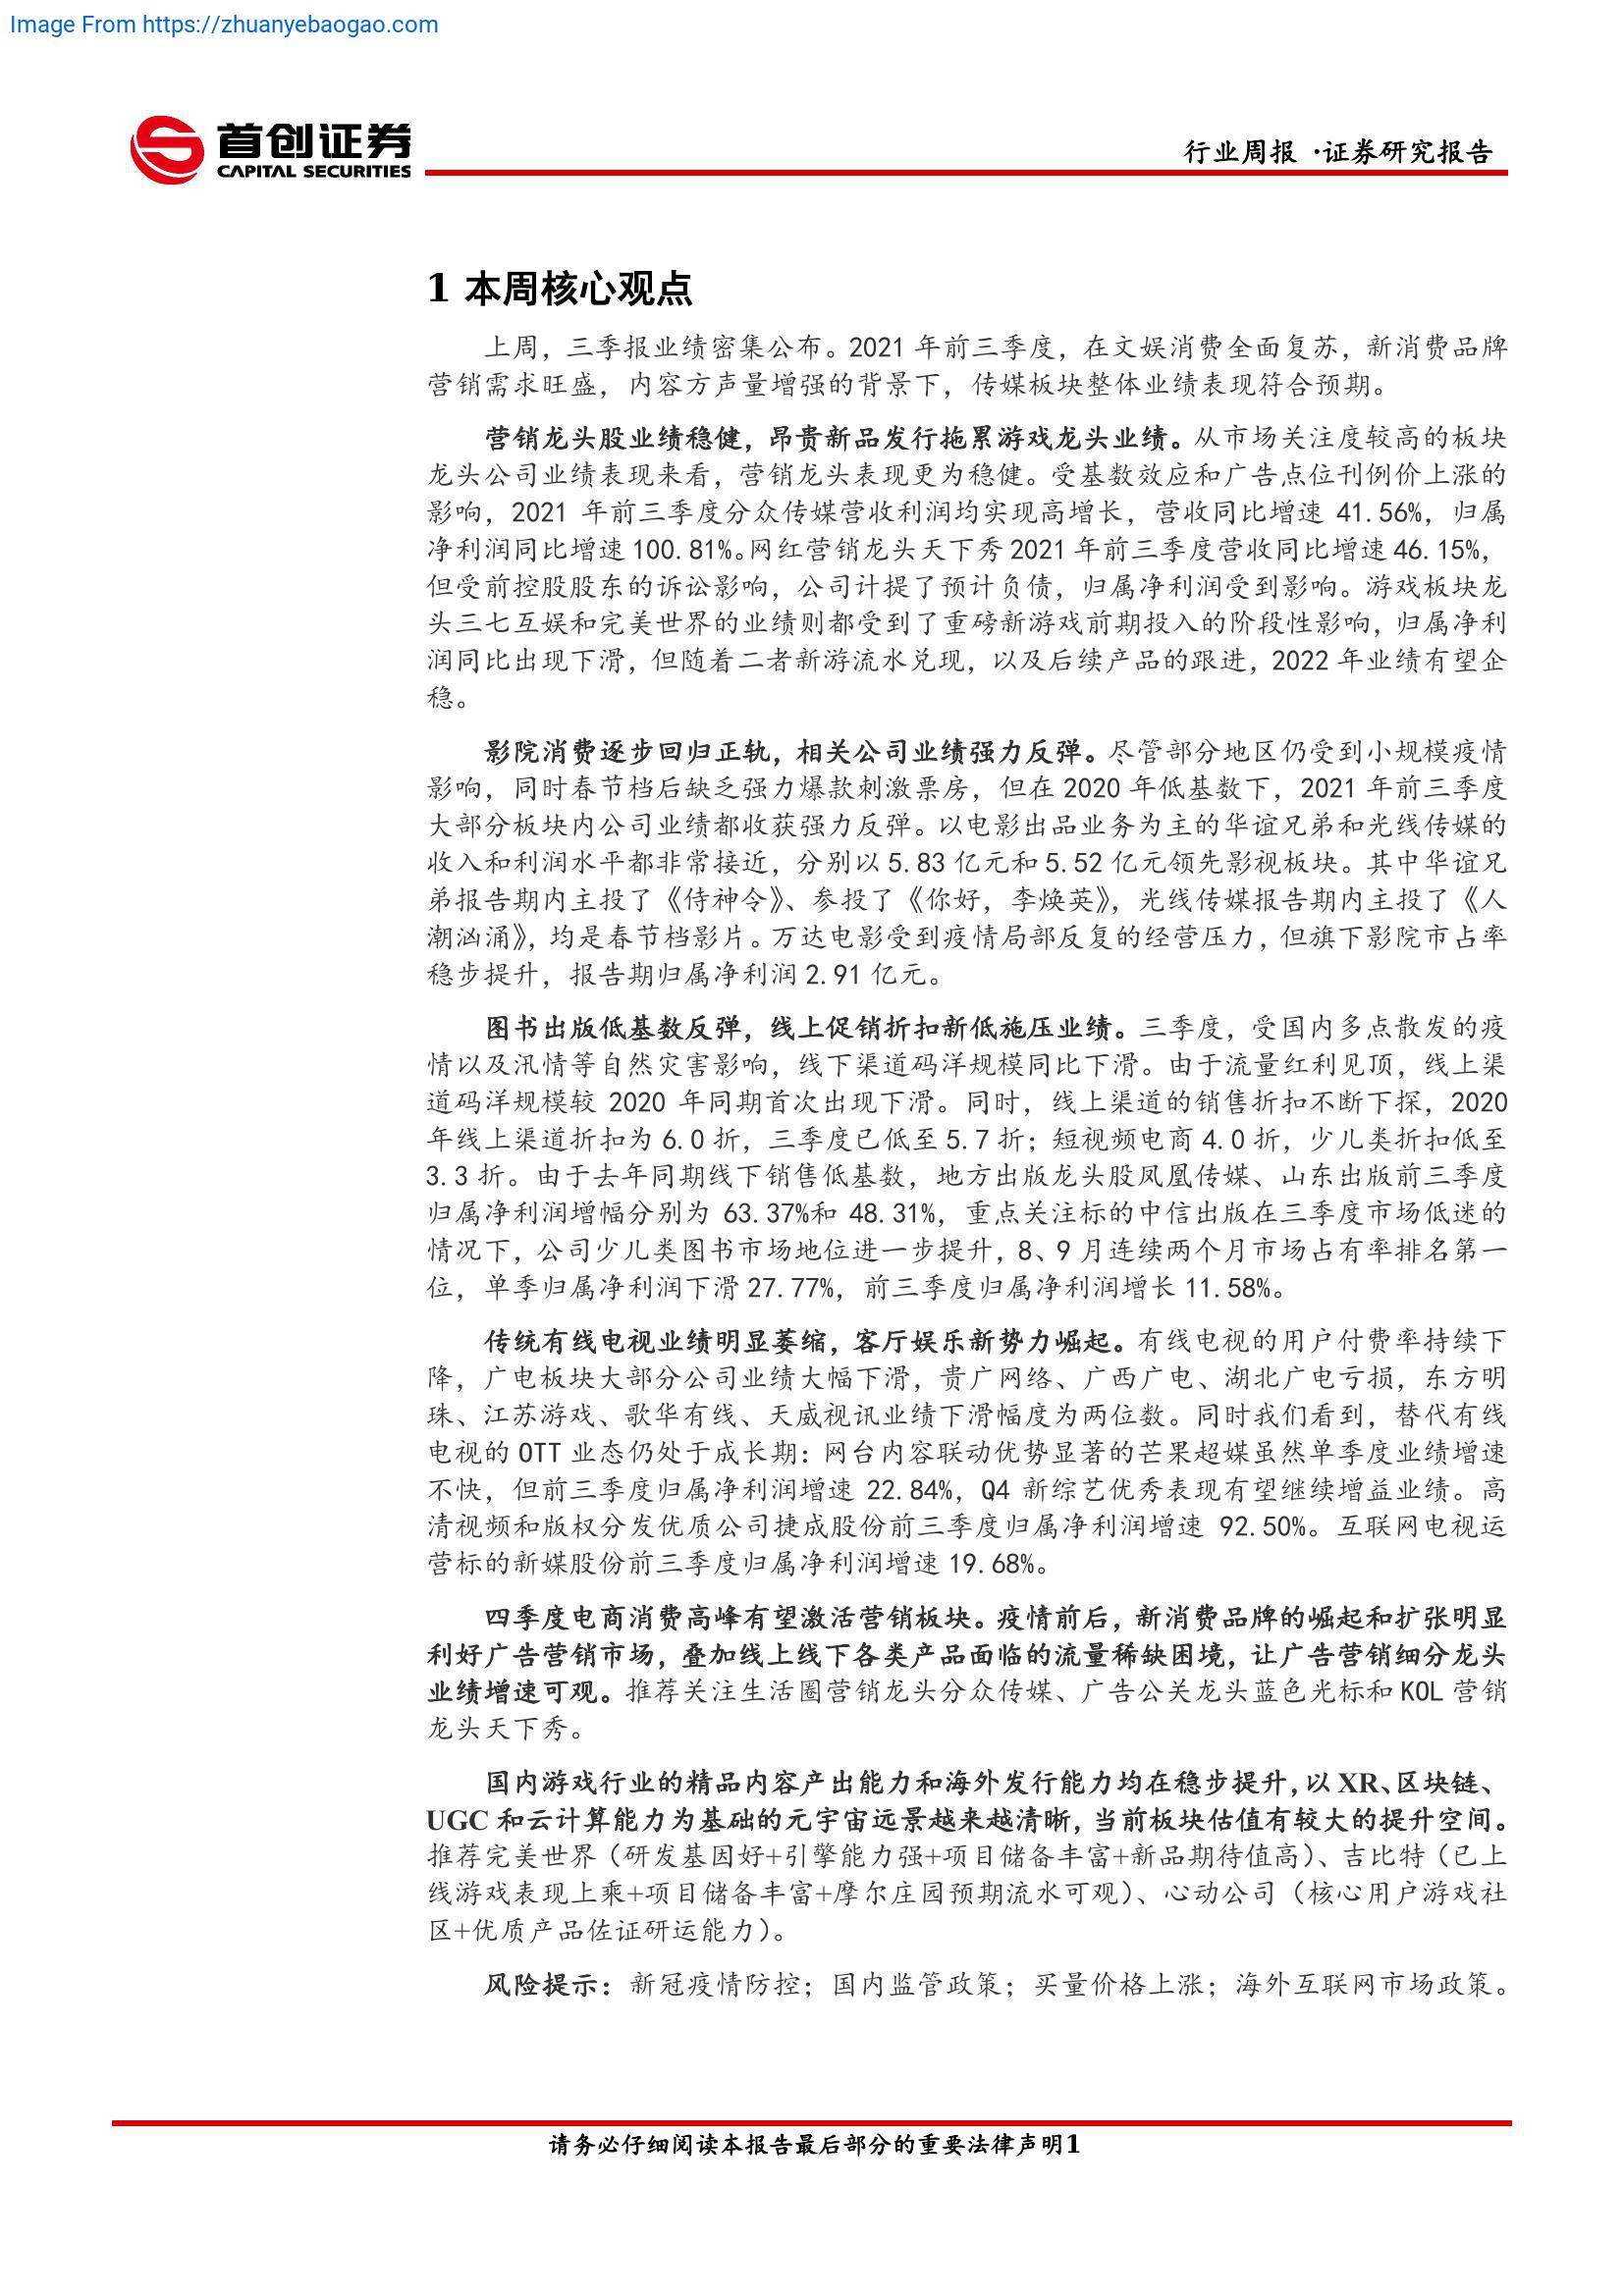 Image From https://zhuanyebaogao.com
首创证券
CAPITAL SECURITIES
行业周报 ·证券研究报告
1 本周核心观点
上周，三季报业绩密集公布。2021 年前三季度，在文娱消费全面复苏，新消费品牌
营销需求旺盛，内容方声量增强的背景下，传媒板块整体业绩表现符合预期。
营销龙头股业绩稳健，昂贵新品发行拖累游戏龙头业绩。从市场关注度较高的板块
龙头公司业绩表现来看，营销龙头表现更为稳健。受基数效应和广告点位刊例价上涨的
影响，2021 年前三季度分众传媒营收利润均实现高增长，营收同比增速 41.56%，归属
净利润同比增速 100.81%。网红营销龙头天下秀 2021 年前三季度营收同比增速 46.15%，
但受前控股股东的诉讼影响，公司计提了预计负债，归属净利润受到影响。游戏板块龙
头三七互娱和完美世界的业绩则都受到了重磅新游戏前期投入的阶段性影响，归属净利
润同比出现下滑，但随着二者新游流水兑现，以及后续产品的跟进，2022 年业绩有望企
稳。
影院消费逐步回归正轨，相关公司业绩强力反弹。尽管部分地区仍受到小规模疫情
影响，同时春节档后缺乏强力爆款刺激票房，但在 2020 年低基数下，2021 年前三季度
大部分板块内公司业绩都收获强力反弹。以电影出品业务为主的华谊兄弟和光线传媒的
收入和利润水平都非常接近，分别以 5.83 亿元和 5.52 亿元领先影视板块。其中华谊兄
弟报告期内主投了《侍神令》、参投了《你好，李焕英》，光线传媒报告期内主投了《人
潮汹涌》，均是春节档影片。万达电影受到疫情局部反复的经营压力，但旗下影院市占率
稳步提升，报告期归属净利润 2.91 亿元。
图书出版低基数反弹，线上促销折扣新低施压业绩。三季度，受国内多点散发的疫
情以及汛情等自然灾害影响，线下渠道码洋规模同比下滑。由于流量红利见顶，线上渠
道码洋规模较 2020 年同期首次出现下滑。同时，线上渠道的销售折扣不断下探，2020
年线上渠道折扣为 6.0 折，三季度已低至 5.7 折；短视频电商 4.0 折，少儿类折扣低至
3.3 折。由于去年同期线下销售低基数，地方出版龙头股凤凰传媒、山东出版前三季度
归属净利润增幅分别为 63.37%和 48.31%，重点关注标的中信出版在三季度市场低迷的
情况下，公司少儿类图书市场地位进一步提升，8、9 月连续两个月市场占有率排名第一
位，单季归属净利润下滑 27.77%，前三季度归属净利润增长 11.58%。
传统有线电视业绩明显萎缩，客厅娱乐新势力崛起。有线电视的用户付费率持续下
降，广电板块大部分公司业绩大幅下滑，贵广网络、广西广电、湖北广电亏损，东方明
珠、江苏游戏、歌华有线、天威视讯业绩下滑幅度为两位数。同时我们看到，替代有线
电视的 OTT 业态仍处于成长期：网台内容联动优势显著的芒果超媒虽然单季度业绩增速
不快，但前三季度归属净利润增速 22.84%，Q4 新综艺优秀表现有望继续增益业绩。高
清视频和版权分发优质公司捷成股份前三季度归属净利润增速 92.50%。互联网电视运
营标的新媒股份前三季度归属净利润增速 19.68%。
四季度电商消费高峰有望激活营销板块。疫情前后，新消费品牌的崛起和扩张明显
利好广告营销市场，叠加线上线下各类产品面临的流量稀缺困境，让广告营销细分龙头
业绩增速可观。推荐关注生活圈营销龙头分众传媒、广告公关龙头蓝色光标和 KOL 营销
龙头天下秀。
国内游戏行业的精品内容产出能力和海外发行能力均在稳步提升，以 XR、区块链、
UGC 和云计算能力为基础的元宇宙远景越来越清晰，当前板块估值有较大的提升空间。
推荐完美世界（研发基因好+引擎能力强+项目储备丰富+新品期待值高）、吉比特（已上
线游戏表现上乘+项目储备丰富+摩尔庄园预期流水可观）、心动公司（核心用户游戏社
区+优质产品佐证研运能力）。
风险提示：新冠疫情防控；国内监管政策；买量价格上涨；海外互联网市场政策。
请务必仔细阅读本报告最后部分的重要法律声明1